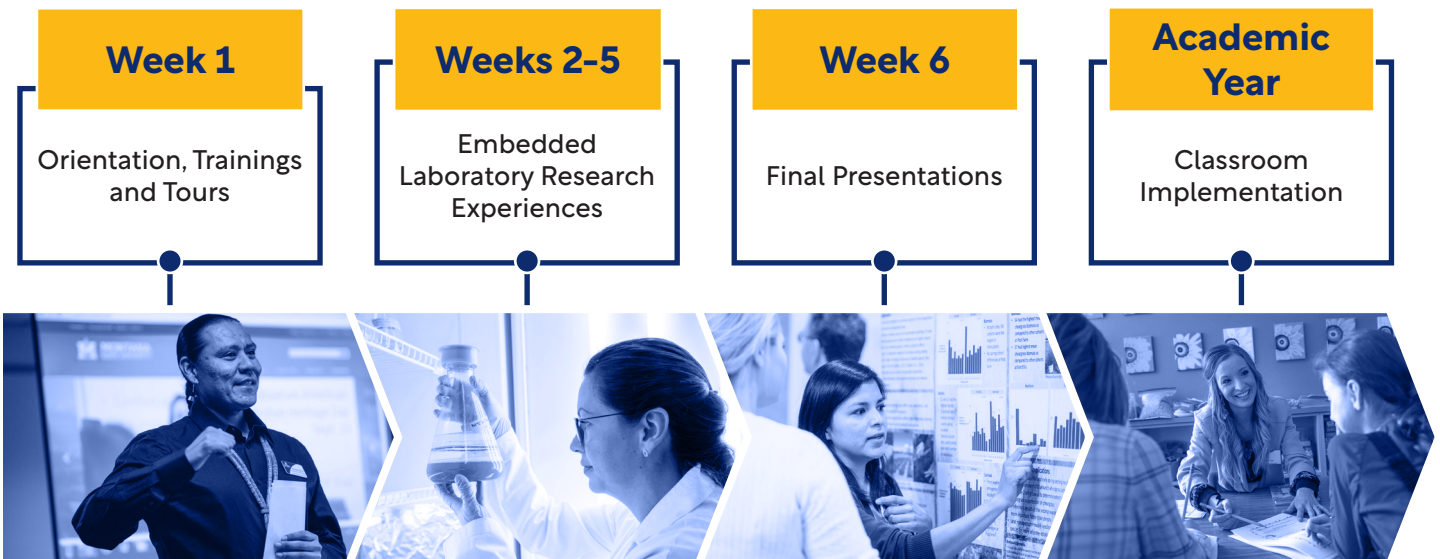 Week 1
Orientation, Trainings
and Tours
Weeks 2-5
Embedded
Laboratory Research
Experiences
Week 6
Final Presentations
Academic
Year
Classroom
Implementation
MONTANA